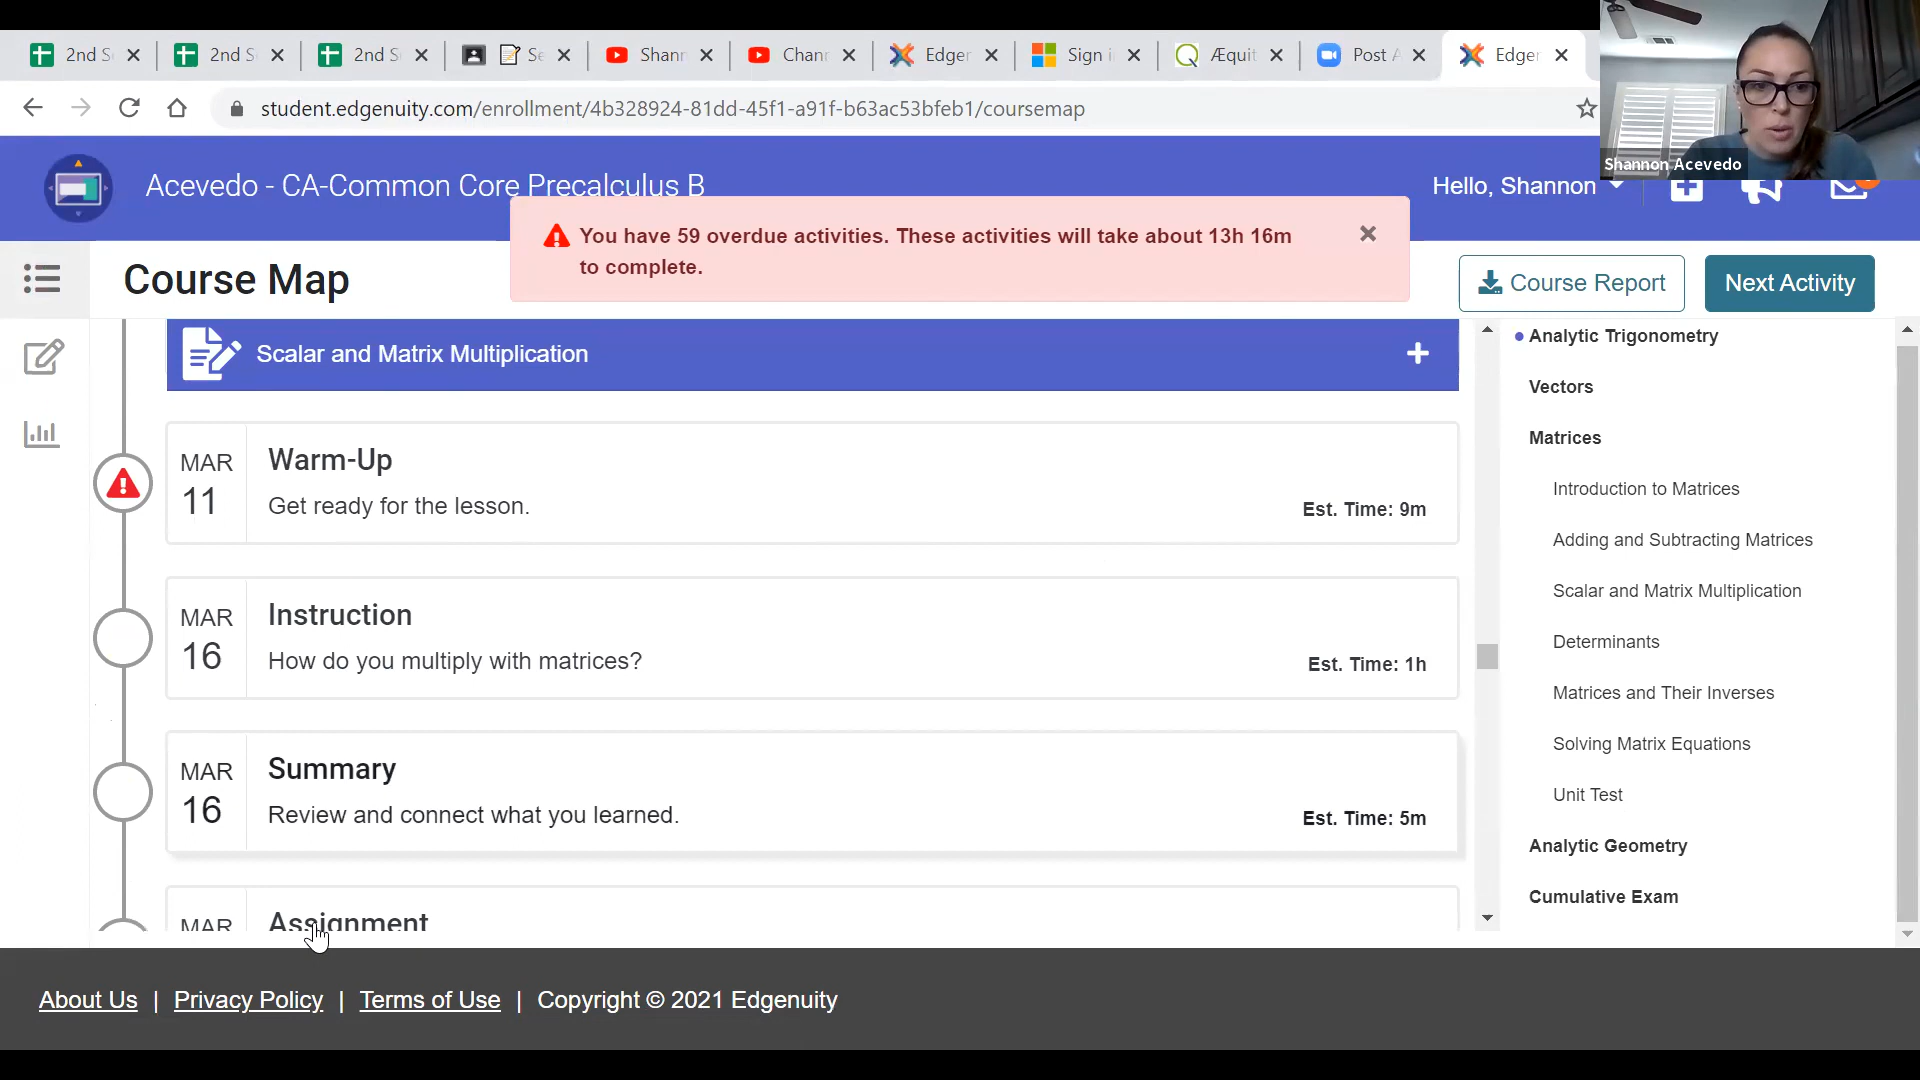 2nd S
2nd S
2nd S
Se
Shann
Chann
Edgen
Sign i
Æquit
Post A
Edgen
student.edgenuity.com/enrollment/4b328924-81dd-45f1-a91f-b63ac53bfeb1/coursemap
Shannon Acevedo
Acevedo - CA-Common Core Precalculus B
Hello, Shannon
You have 59 overdue activities. These activities will take about 13h 16m
to complete.
Course Map
Course Report
Next Activity
Scalar and Matrix Multiplication
MAR
11
Warm-Up
Get ready for the lesson.
Est. Time: 9m
MAR
16
Instruction
How do you multiply with matrices?
Est. Time: 1h
MAR
16
Summary
Review and connect what you learned.
Est. Time: 5m
MAR
Assignment
Analytic Trigonometry
Vectors
Matrices
Introduction to Matrices
Adding and Subtracting Matrices
Scalar and Matrix Multiplication
Determinants
Matrices and Their Inverses
Solving Matrix Equations
Unit Test
Analytic Geometry
Cumulative Exam
About Us | Privacy Policy | Terms of Use | Copyright © 2021 Edgenuity